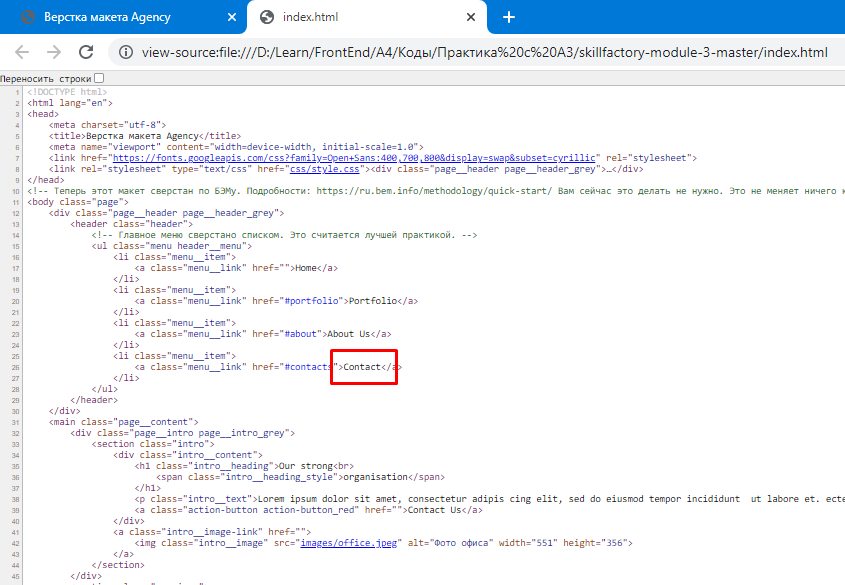 Верстка макета Agency
index.html
view-source:file:///D:/Learn/FrontEnd/A4/Коды/Практика%20с%20A3/skillfactory-module-3-master/index.html
Переносить строки
1 <!DOCTYPE html>
2 <html lang="en">
3 <head>
4 <meta charset="utf-8">
5 <title>Верстка макета Agency</title>
6 <meta name="viewport" content="width=device-width, initial-scale=1.0">
7 <link href="https://fonts.googleapis.com/css?family=Open+Sans:400,700,800&display=swap&subset=cyrillic" rel="stylesheet">
8 <link rel="stylesheet" type="text/css" href="css/style.css"><div class="page__header page__header_grey">…</div>
9 </head>
10 <!-- Теперь этот макет сверстан по БЭМу. Подробности: https://ru.bem.info/methodology/quick-start/ Вам сейчас это делать не нужно. Это не меняет ничего к
11 <body class="page">
12 <div class="page__header page__header_grey">
13 <header class="header">
14 <!-- Главное меню сверстано списком. Это считается лучшей практикой. -->
15 <ul class="menu header__menu">
16 <li class="menu__item">
17 <a class="menu__link" href="">Home</a>
18 </li>
19 <li class="menu__item">
20 <a class="menu__link" href="#portfolio">Portfolio</a>
21 </li>
22 <li class="menu__item">
23 <a class="menu__link" href="#about">About Us</a>
24 </li>
25 <li class="menu__item">
26 <a class="menu__link" href="#contacts">Contact</a>
27 </li>
28 </ul>
29 </header>
30 </div>
31 <main class="page__content">
32 <div class="page__intro page__intro_grey">
33 <section class="intro">
34 <div class="intro__content">
35 <h1 class="intro__heading">Our strong<br>
36 <span class="intro__heading_style">organisation</span>
37 </h1>
38 <p class="intro__text">Lorem ipsum dolor sit amet, consectetur adipis cing elit, sed do eiusmod tempor incididunt  ut labore et. ecte
39 <a class="action-button action-button_red" href="">Contact Us</a>
40 </div>
41 <a class="intro__image-link" href="">
42 <img class="intro__image" src="images/office.jpeg" alt="Фото офиса" width="551" height="356">
43 </a>
44 </section>
45 </div>